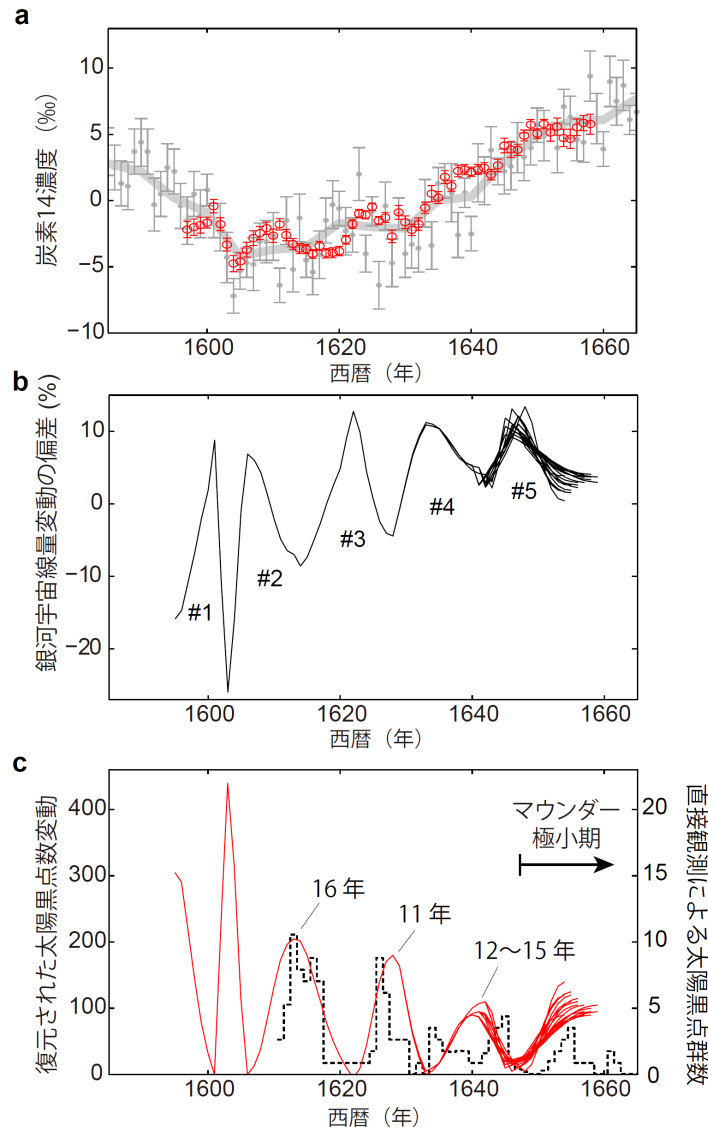 a
炭素14濃度（‰）
10
5
0
−5
−10
1600
1620
1640
1660
西暦（年）
b
銀河宇宙線量変動の偏差 (%)
10
0
−10
−20
#1
#2
#3
#4
#5
1600
1620
1640
1660
西暦（年）
c
復元された太陽黒点数変動
400
300
200
100
0
16 年
11 年
12〜15 年
マウンダー
極小期
20
15
10
5
0
直接観測による太陽黒点群数
1600
1620
1640
1660
西暦（年）